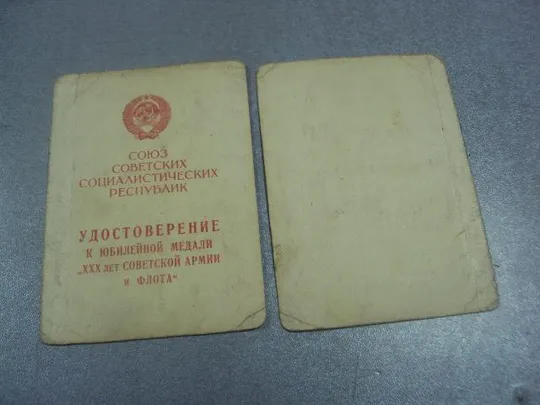 СОЮЗ
СОВЕТСКИХ
СОЦИАЛИСТИЧЕСКИХ
РЕСПУБЛИК
УДОСТОВЕРЕНИЕ
К ЮБИЛЕЙНОЙ МЕДАЛИ
„XXX лет СОВЕТСКОЙ АРМИИ
и ФЛОТА“